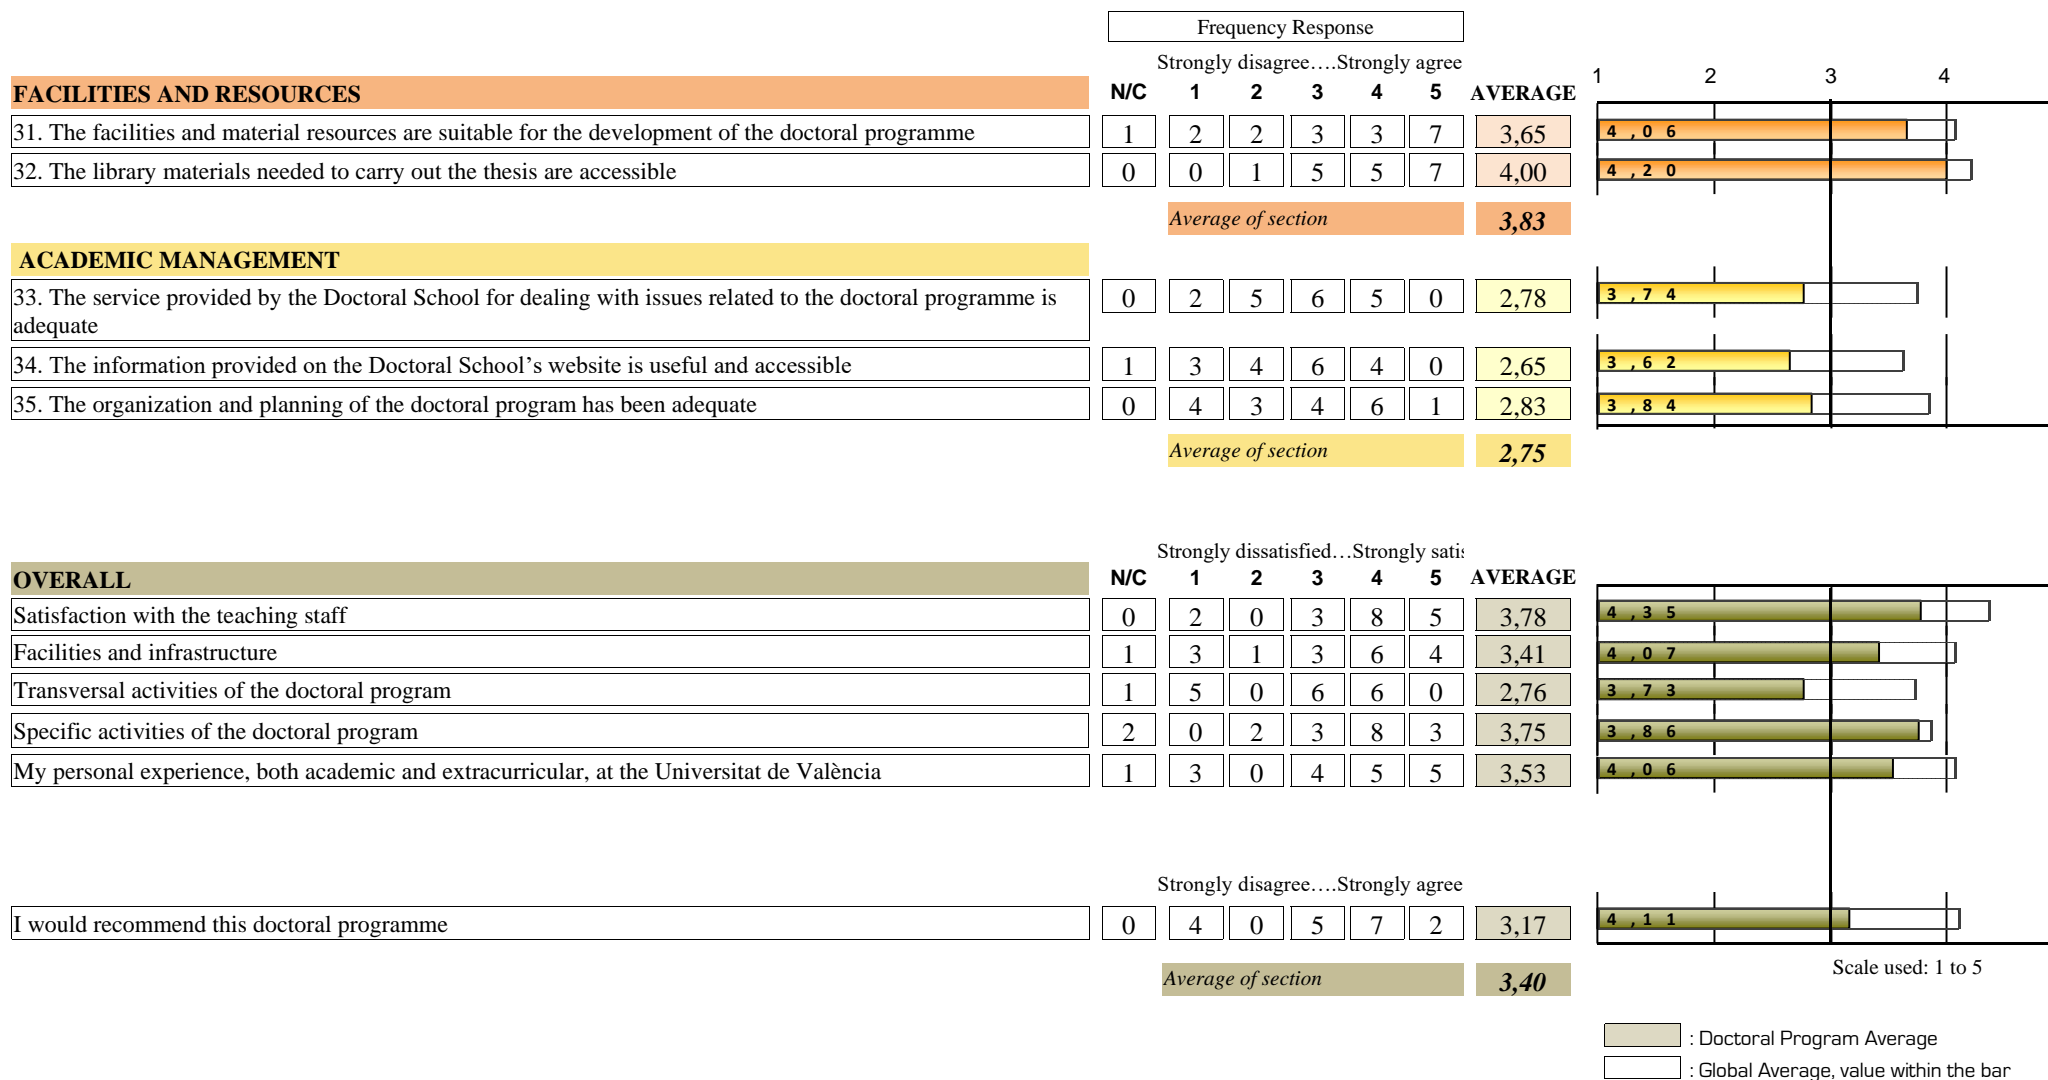 Frequency Response
Strongly disagree….Strongly agree
FACILITIES AND RESOURCES N/C 1 2 3 4 5 AVERAGE 1 2 3 4
31. The facilities and material resources are suitable for the development of the doctoral programme 1 2 2 3 3 7 3,65 4,06
32. The library materials needed to carry out the thesis are accessible 0 0 1 5 5 7 4,00 4,20
Average of section 3,83
ACADEMIC MANAGEMENT
33. The service provided by the Doctoral School for dealing with issues related to the doctoral programme is 0 2 5 6 5 0 2,78 3,74
adequate
34. The information provided on the Doctoral School’s website is useful and accessible 1 3 4 6 4 0 2,65 3,62
35. The organization and planning of the doctoral program has been adequate 0 4 3 4 6 1 2,83 3,84
Average of section 2,75
Strongly dissatisfied…Strongly satis
OVERALL N/C 1 2 3 4 5 AVERAGE
Satisfaction with the teaching staff 0 2 0 3 8 5 3,78 4,35
Facilities and infrastructure 1 3 1 3 6 4 3,41 4,07
Transversal activities of the doctoral program 1 5 0 6 6 0 2,76 3,73
Specific activities of the doctoral program 2 0 2 3 8 3 3,75 3,86
My personal experience, both academic and extracurricular, at the Universitat de València 1 3 0 4 5 5 3,53 4,06
Strongly disagree….Strongly agree
I would recommend this doctoral programme 0 4 0 5 7 2 3,17 4,11
Scale used: 1 to 5
Average of section 3,40
: Doctoral Program Average
: Global Average, value within the bar